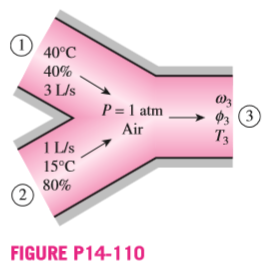 ①
40°C
40%
3 L/s
P = 1 atm
Air
ω₃
ϕ₃
T₃
③
1 L/s
15°C
80%
②
FIGURE P14-110